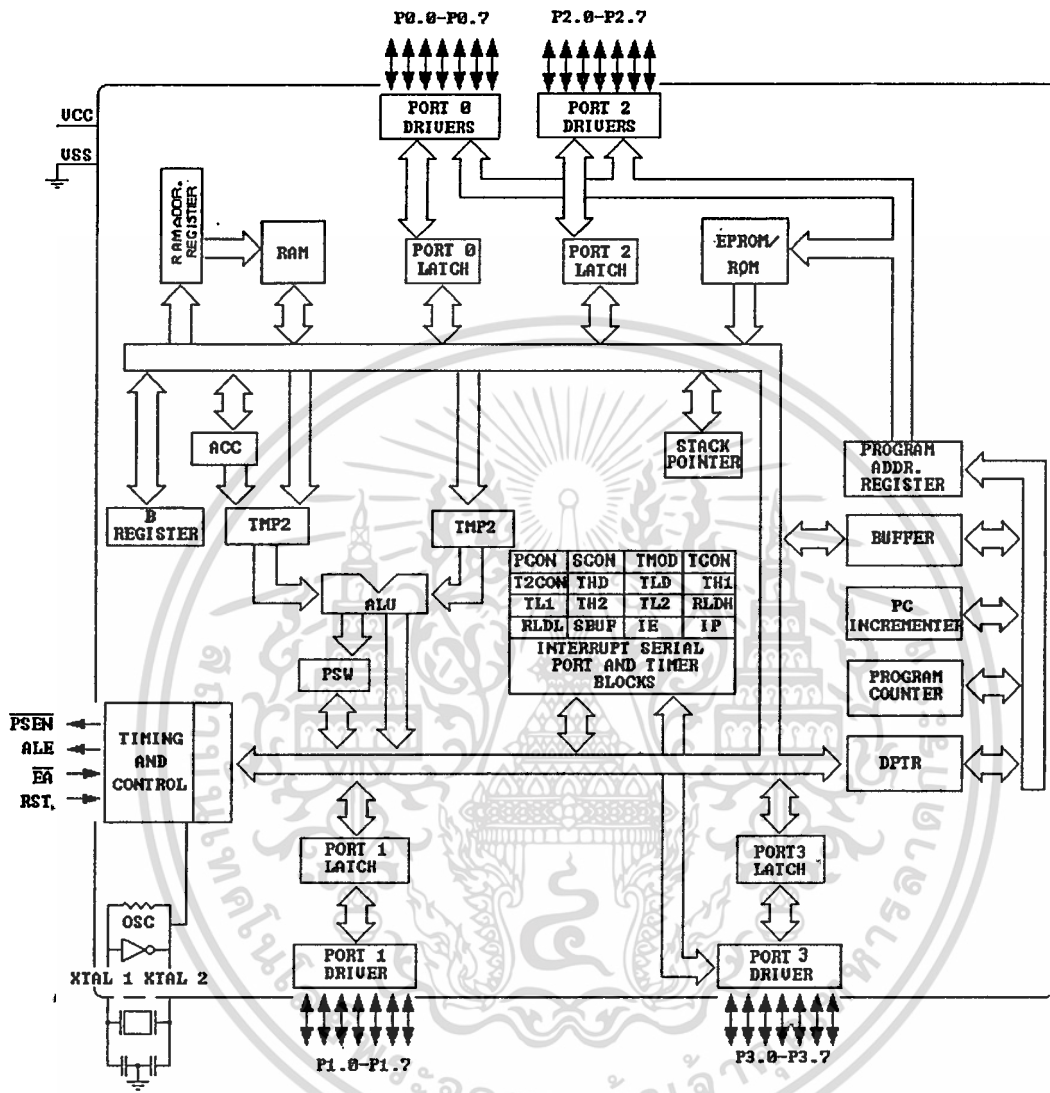 P0.0-P0.7
P2.0-P2.7
PORT 0
DRIVERS
PORT 2
DRIVERS
VCC
VSS
RAMADDR.
REGISTER
RAM
PORT 0
LATCH
PORT 2
LATCH
EPROM/
ROM
ACC
STACK
POINTER
PROGRAM
ADDR.
REGISTER
B
REGISTER
TMP2
TMP2
BUFFER
PCON SCON TMOD TCON
T2CON THD TLD TH1
TL1 TH2 TL2 RLDH
RLDL SBUF IE IP
INTERRUPT SERIAL
PORT AND TIMER
BLOCKS
ALU
PC
INCREMENTER
PSW
PROGRAM
COUNTER
PSEN
ALE
EA
RST.
TIMING
AND
CONTROL
DPTR
PORT 1
LATCH
PORT3
LATCH
OSC
XTAL 1 XTAL 2
PORT 1
DRIVER
PORT 3
DRIVER
P1.0-P1.7
P3.0-P3.7